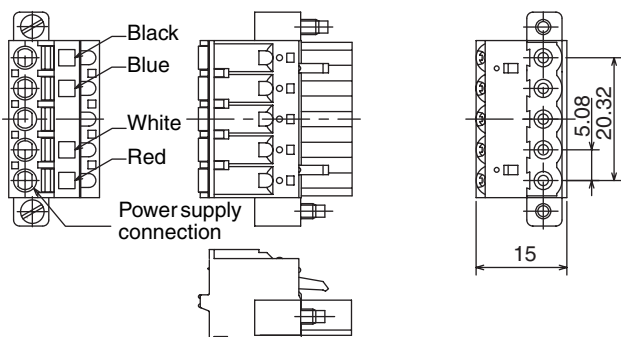 Black
Blue
White
Red
Power supply
connection
5.08
20.32
15